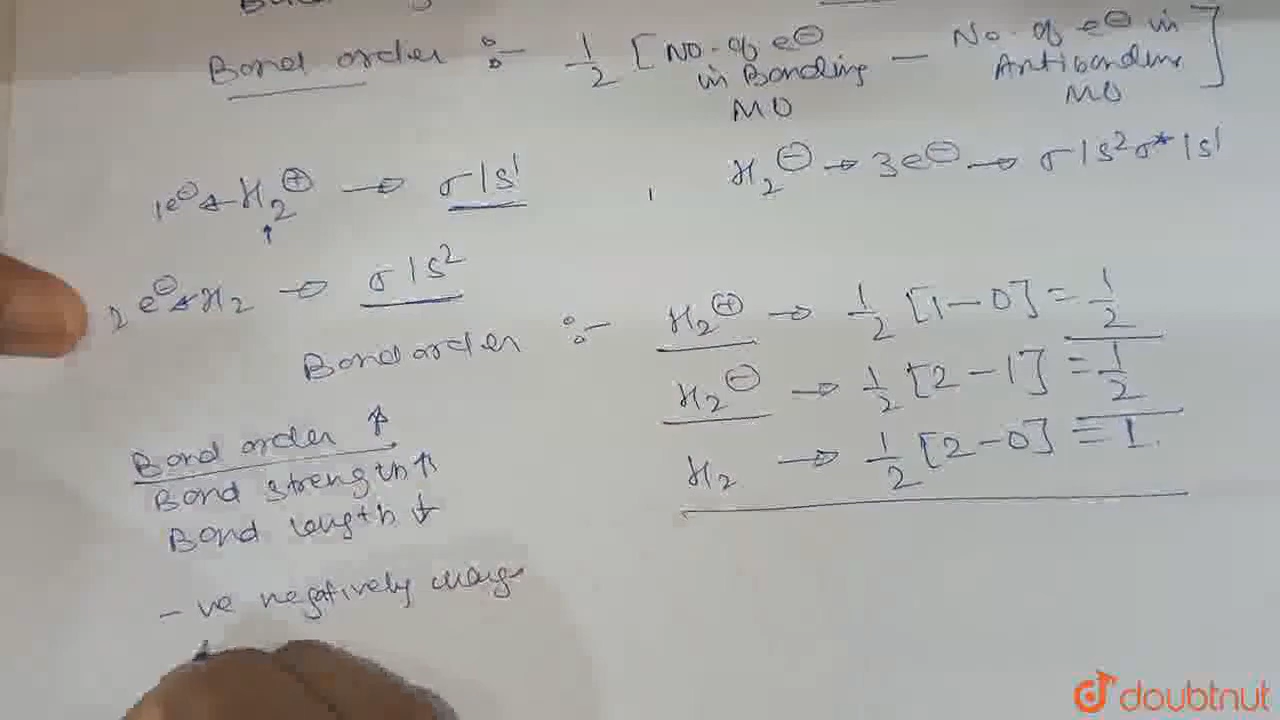 Bond order :- 1/2 [No. of e⊖ in Bonding MO — No. of e⊖ in Antibonding MO]
H2⊖ → 3e⊖ → σ1s² σ*1s¹
1e⊖ ← H2⊕ → σ1s¹
2e⊖ ← H2 → σ1s²
Bond order :- H2⊕ → 1/2 [1-0] = 1/2
H2⊖ → 1/2 [2-1] = 1/2
H2 → 1/2 [2-0] = 1.
Bond order ↑
Bond strength ↑
Bond length ↓
-ve negatively charge
doubtnut